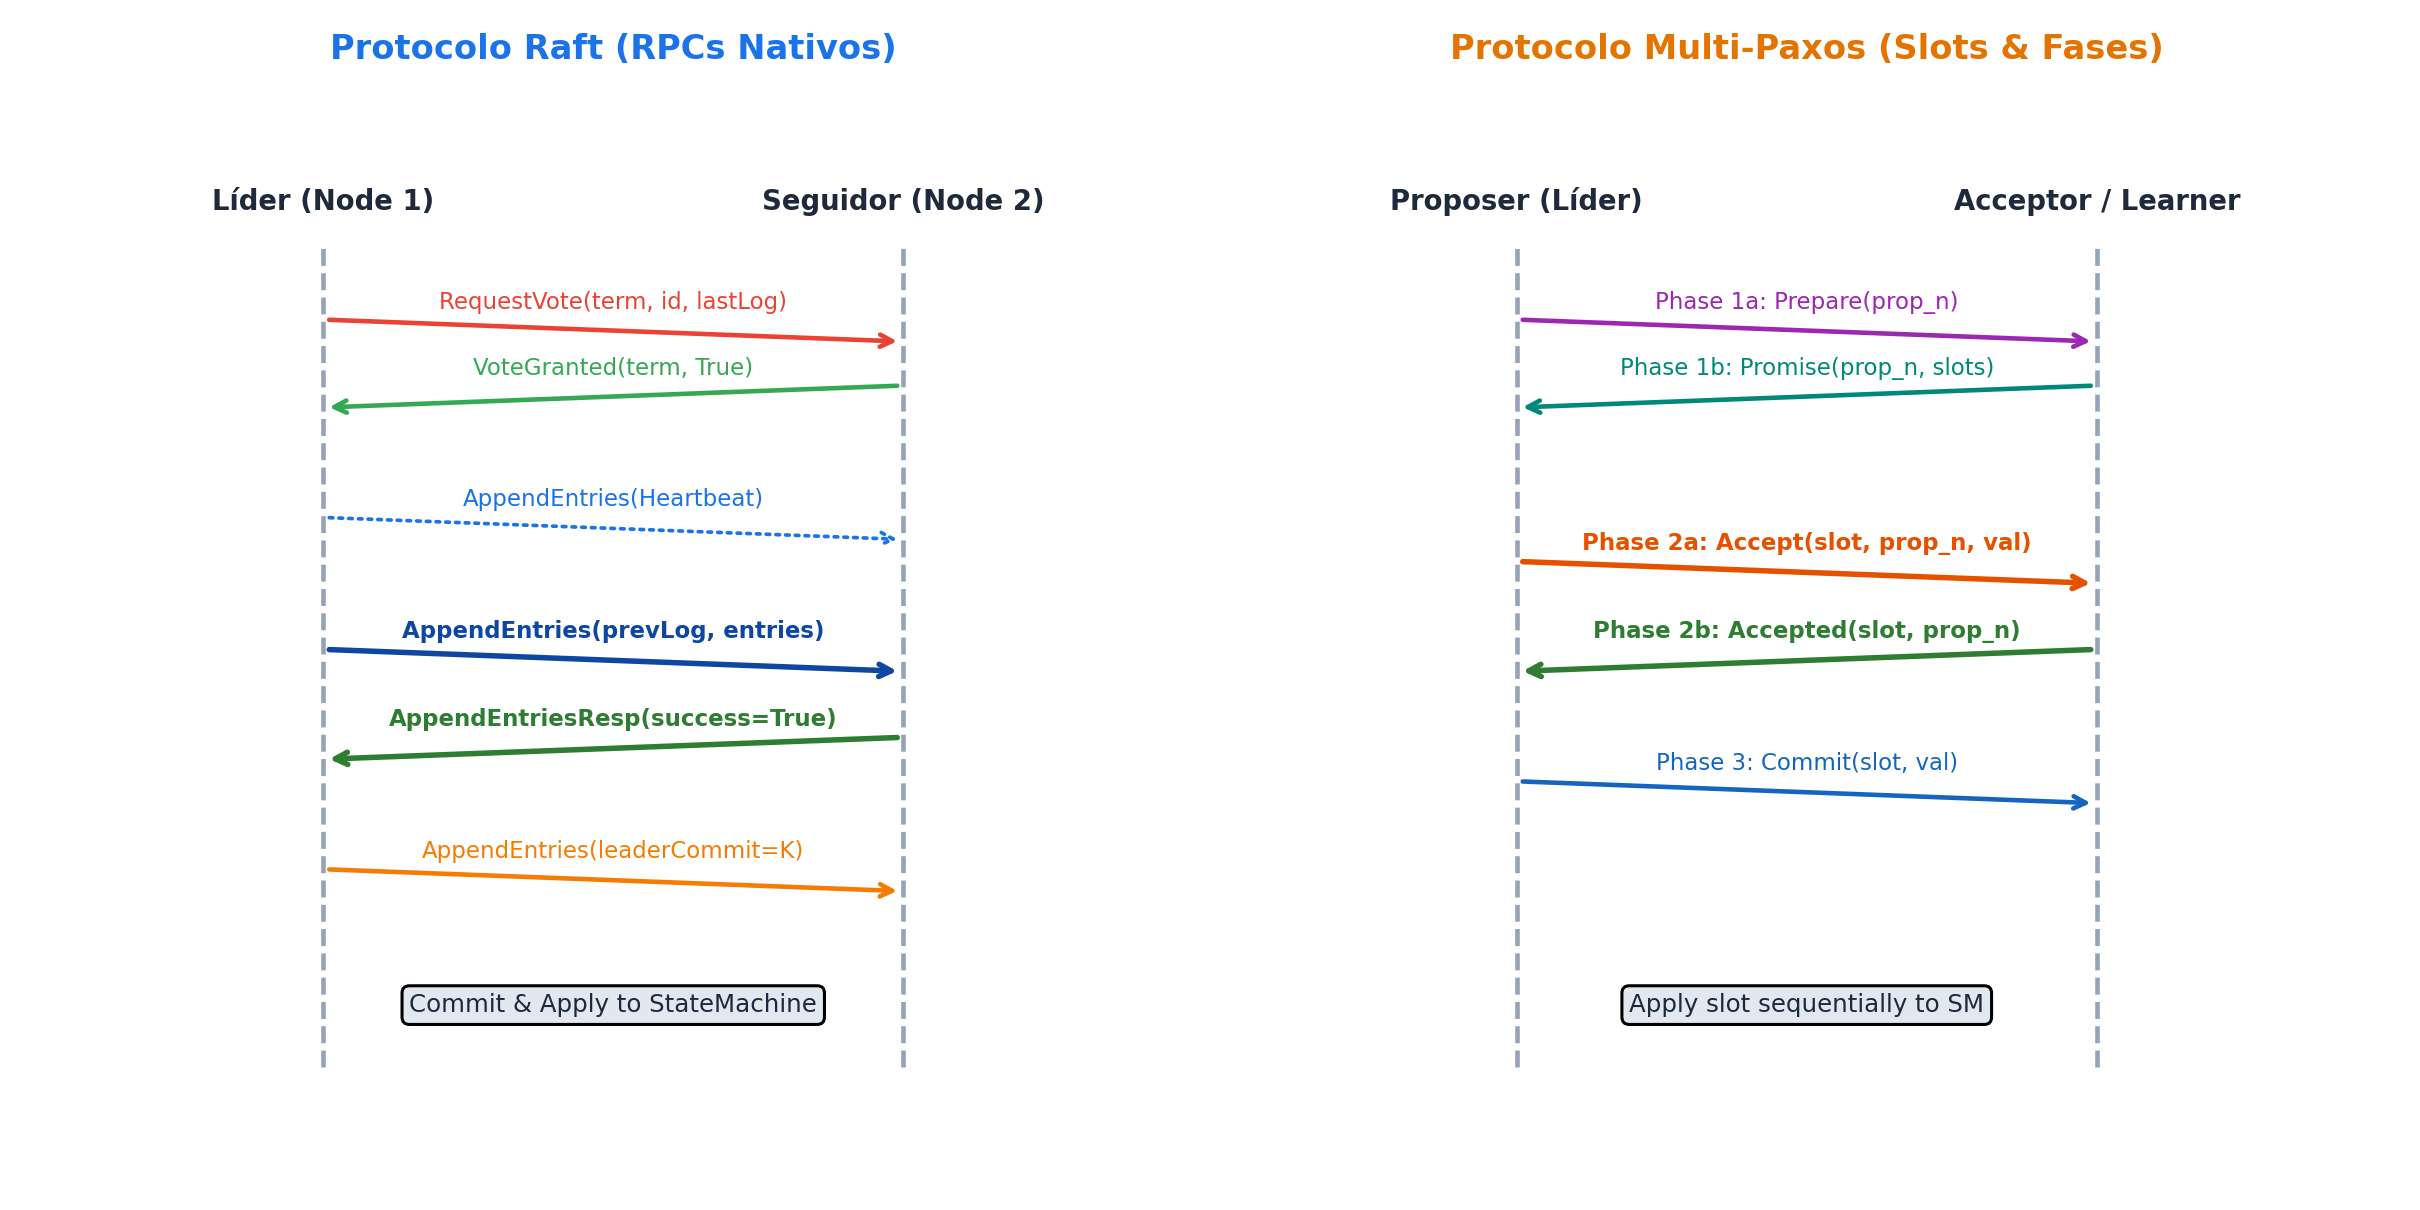 Protocolo Raft (RPCs Nativos)
Líder (Node 1)
Seguidor (Node 2)
RequestVote(term, id, lastLog)
VoteGranted(term, True)
AppendEntries(Heartbeat)
AppendEntries(prevLog, entries)
AppendEntriesResp(success=True)
AppendEntries(leaderCommit=K)
Commit & Apply to StateMachine
Protocolo Multi-Paxos (Slots & Fases)
Proposer (Líder)
Acceptor / Learner
Phase 1a: Prepare(prop_n)
Phase 1b: Promise(prop_n, slots)
Phase 2a: Accept(slot, prop_n, val)
Phase 2b: Accepted(slot, prop_n)
Phase 3: Commit(slot, val)
Apply slot sequentially to SM